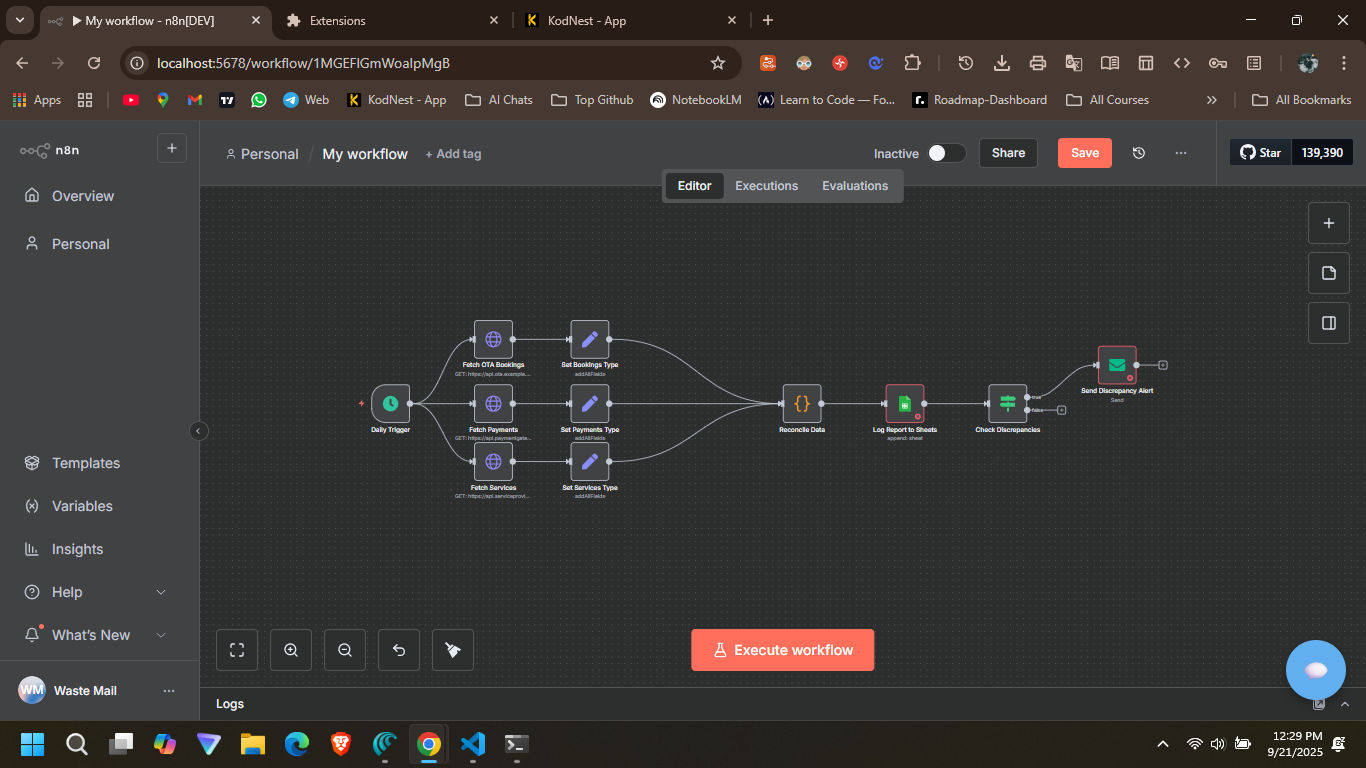 My workflow - n8n[DEV]
Extensions
KodNest - App
localhost:5678/workflow/1MGEFlGmWoaIpMgB
Apps
Web
KodNest - App
AI Chats
Top Github
NotebookLM
Learn to Code — Fo...
Roadmap-Dashboard
All Courses
All Bookmarks
n8n
Personal / My workflow + Add tag
Inactive
Share
Save
Star 139,390
Editor
Executions
Evaluations
Overview
Personal
Fetch OTA Bookings
GET: https://api.ota.example....
Set Bookings Type
addAllFields
Send Discrepancy Alert
Send
true
false
Daily Trigger
Fetch Payments
GET: https://api.paymentgate...
Set Payments Type
addAllFields
Reconcile Data
Log Report to Sheets
append: sheet
Check Discrepancies
Fetch Services
GET: https://api.serviceprovi...
Set Services Type
addAllFields
Templates
Variables
Insights
Help
What's New
WM Waste Mail
Execute workflow
Logs
12:29 PM
9/21/2025